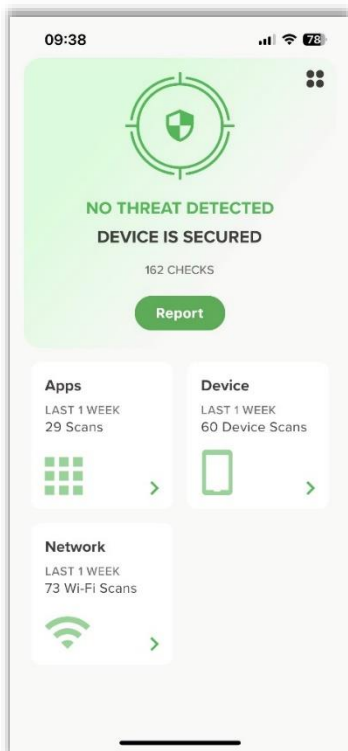 09:38
78
NO THREAT DETECTED
DEVICE IS SECURED
162 CHECKS
Report
Apps
LAST 1 WEEK
29 Scans
Device
LAST 1 WEEK
60 Device Scans
Network
LAST 1 WEEK
73 Wi-Fi Scans